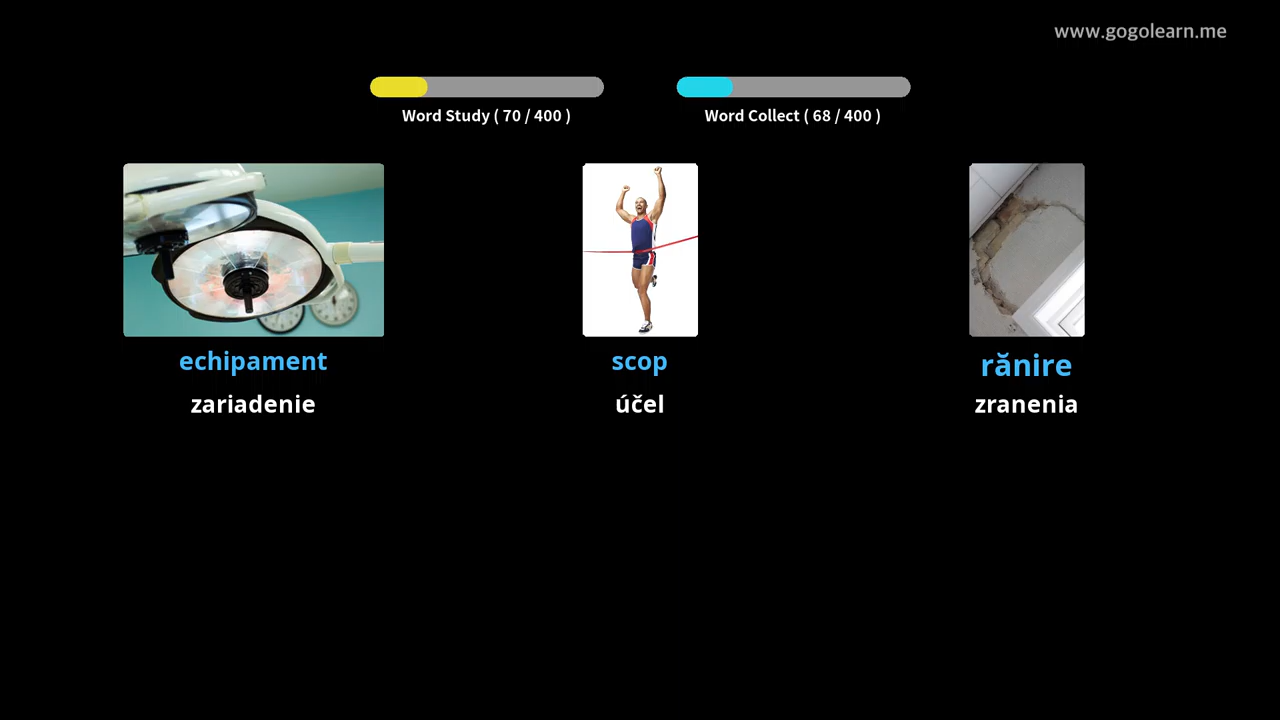 www.gogolearn.me
Word Study ( 70 / 400 )
Word Collect ( 68 / 400 )
echipament
scop
rănire
zariadenie
účel
zranenia